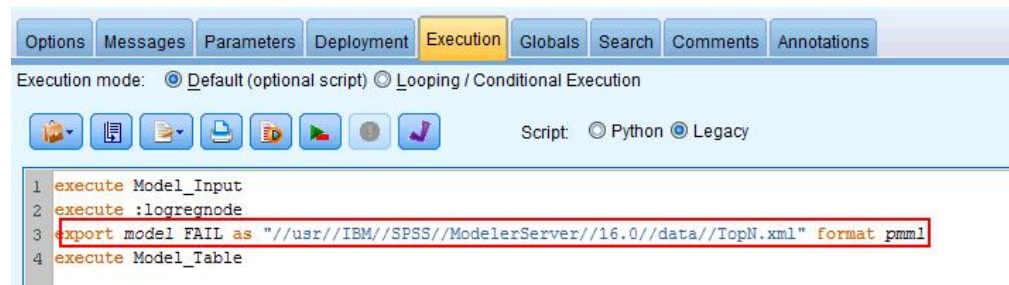 Options Messages Parameters Deployment Execution Globals Search Comments Annotations
Execution mode: Default (optional script) Looping / Conditional Execution
Script: Python Legacy
1 execute Model_Input
2 execute :logregnode
3 export model FAIL as "//usr//IBM//SPSS//ModelerServer//16.0//data//TopN.xml" format pmml
4 execute Model_Table